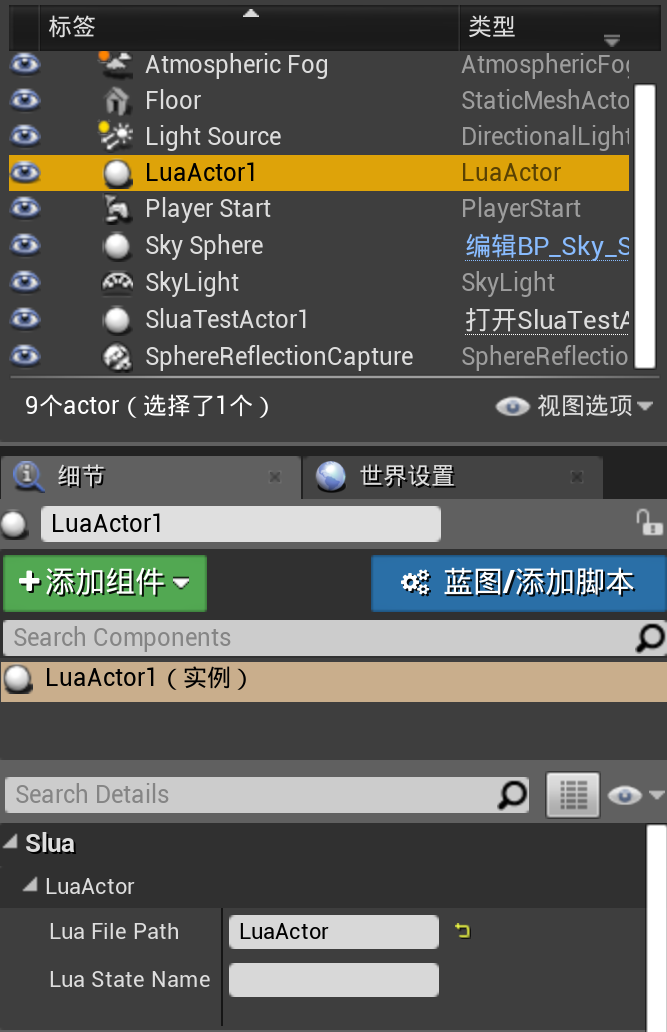 标签 类型
Atmospheric Fog AtmosphericFog
Floor StaticMeshActo
Light Source DirectionalLight
LuaActor1 LuaActor
Player Start PlayerStart
Sky Sphere 编辑BP_Sky_S
SkyLight SkyLight
SluaTestActor1 打开SluaTestA
SphereReflectionCapture SphereReflectio
9个actor（选择了1个） 视图选项
细节 世界设置
LuaActor1
添加组件 蓝图/添加脚本
Search Components
LuaActor1（实例）
Search Details
Slua
LuaActor
Lua File Path LuaActor
Lua State Name